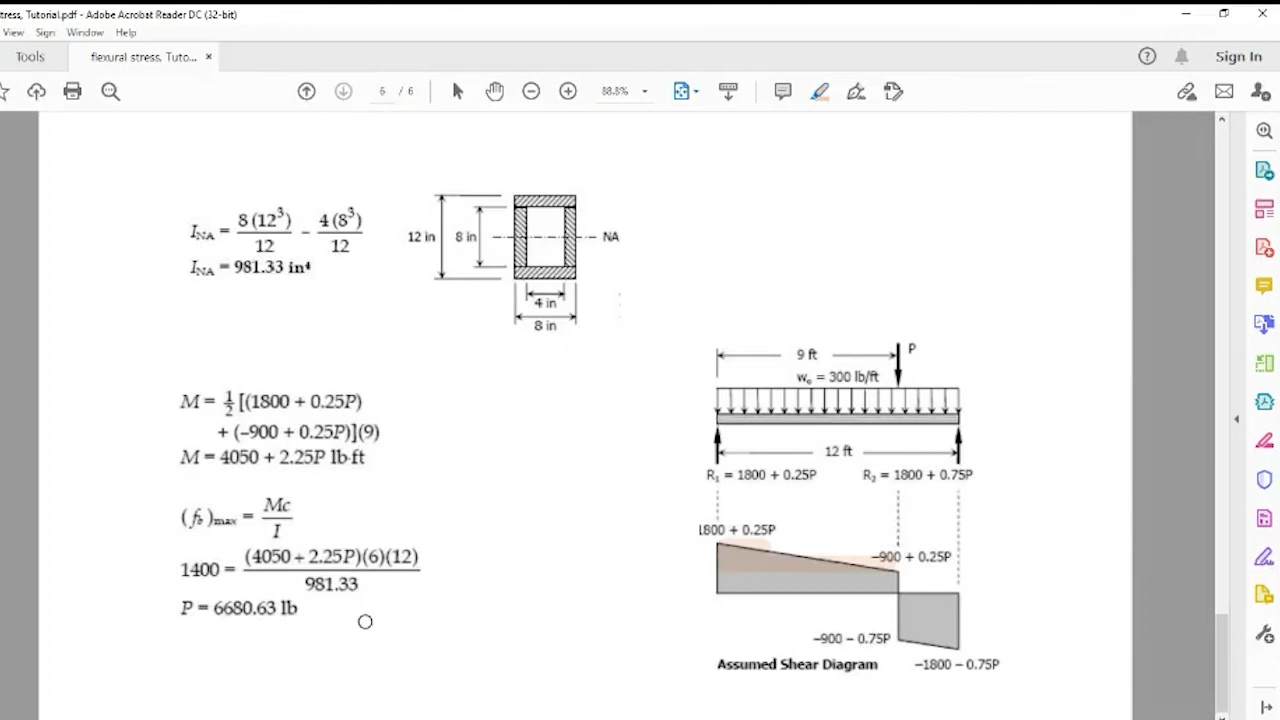 stress, Tutorial.pdf - Adobe Acrobat Reader DC (32-bit)
View Sign Window Help
Tools
flexural stress. Tuto... ×
Sign In
6 / 6
88.8%
I_NA = 8(12³)/12 − 4(8³)/12
I_NA = 981.33 in⁴
12 in
8 in
NA
4 in
8 in
M = ½[(1800 + 0.25P)
+ (−900 + 0.25P)](9)
M = 4050 + 2.25P lb·ft
(f_b)_max = Mc/I
1400 = (4050 + 2.25P)(6)(12)/981.33
P = 6680.63 lb
9 ft
P
w_o = 300 lb/ft
12 ft
R₁ = 1800 + 0.25P
R₂ = 1800 + 0.75P
1800 + 0.25P
−900 + 0.25P
−900 − 0.75P
Assumed Shear Diagram
−1800 − 0.75P